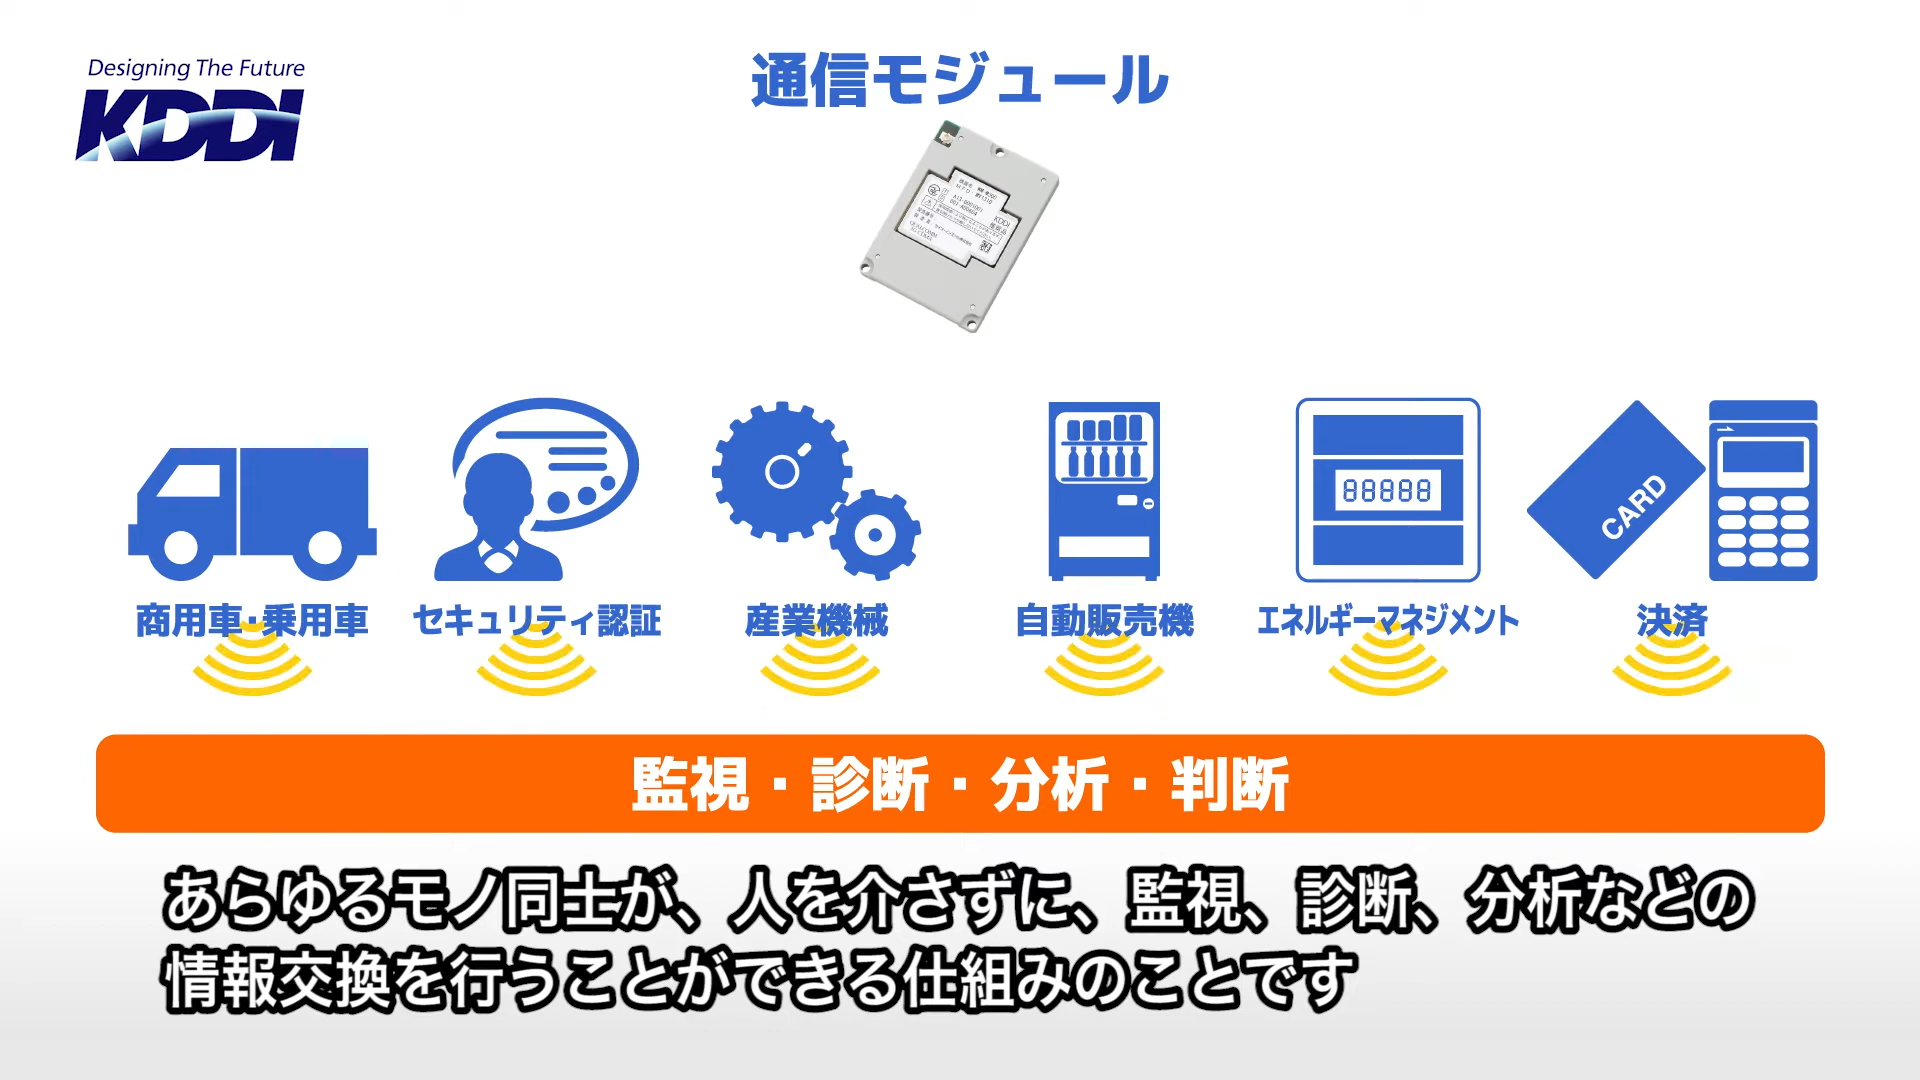 Designing The Future
KDDI
通信モジュール
KDDI
88888
CARD
商用車・乗用車
セキュリティ認証
産業機械
自動販売機
エネルギーマネジメント
決済
監視・診断・分析・判断
あらゆるモノ同士が、人を介さずに、監視、診断、分析などの
情報交換を行うことができる仕組みのことです